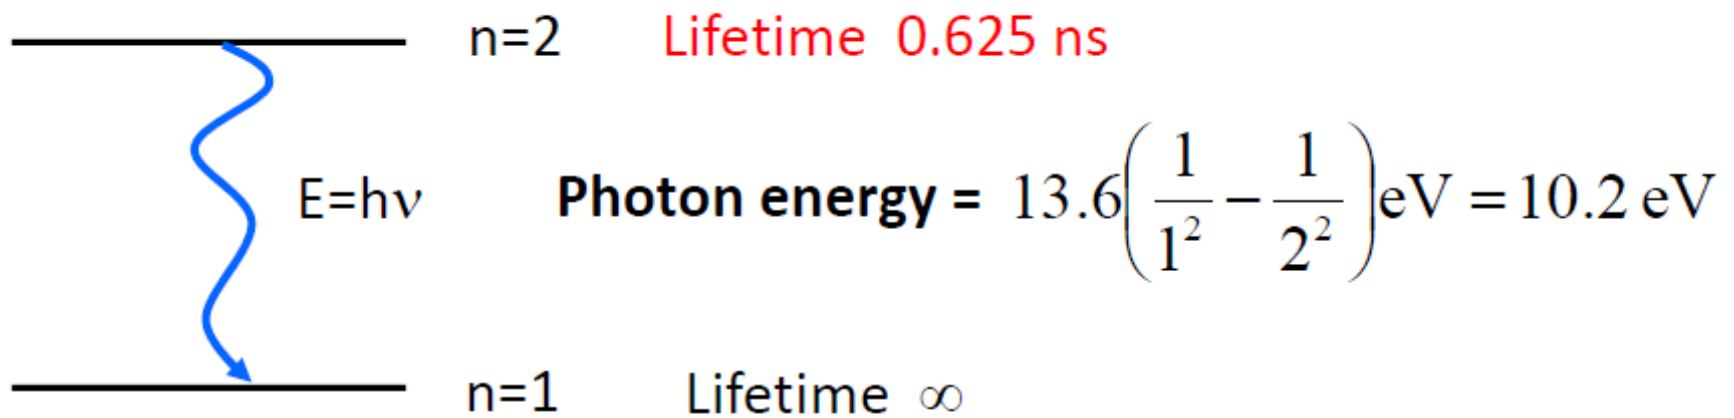 n=2 Lifetime 0.625 ns
E=hν Photon energy = 13.6(1/1² − 1/2²)eV = 10.2 eV
n=1 Lifetime ∞